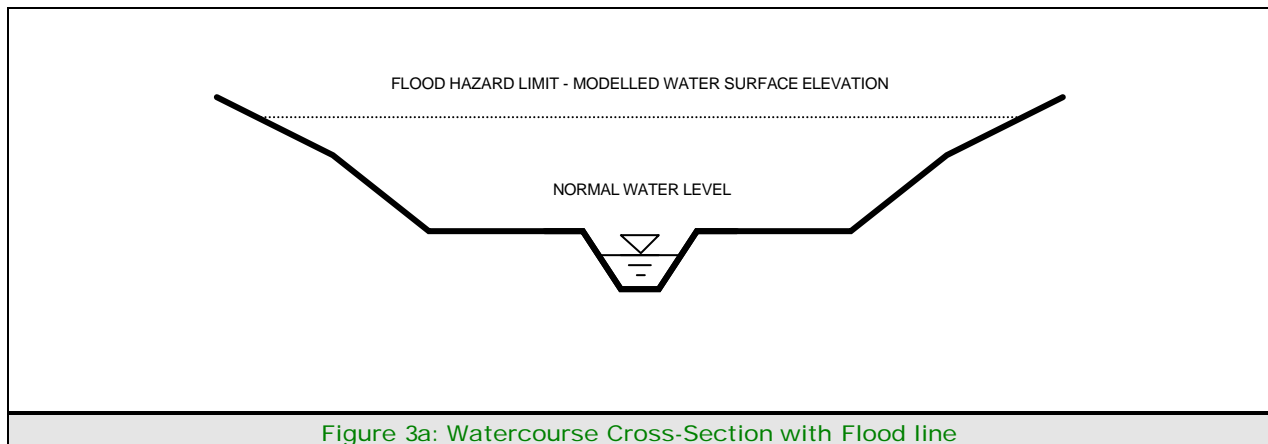 FLOOD HAZARD LIMIT - MODELLED WATER SURFACE ELEVATION
NORMAL WATER LEVEL
Figure 3a: Watercourse Cross-Section with Flood line